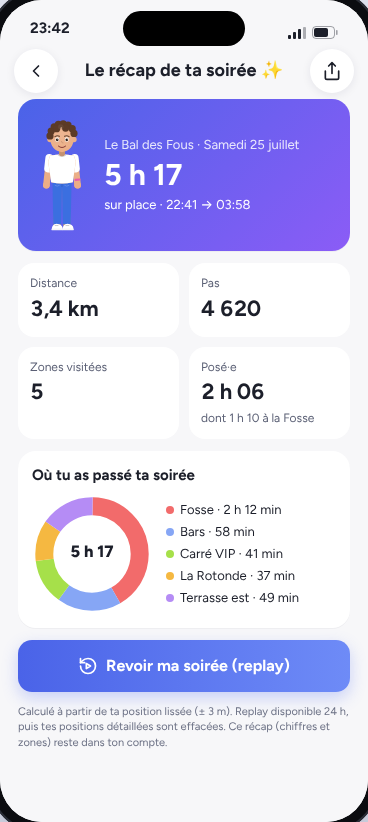 23:42
Le récap de ta soirée ✨
Le Bal des Fous · Samedi 25 juillet
5 h 17
sur place · 22:41 → 03:58
Distance
3,4 km
Pas
4 620
Zones visitées
5
Posé·e
2 h 06
dont 1 h 10 à la Fosse
Où tu as passé ta soirée
5 h 17
Fosse · 2 h 12 min
Bars · 58 min
Carré VIP · 41 min
La Rotonde · 37 min
Terrasse est · 49 min
Revoir ma soirée (replay)
Calculé à partir de ta position lissée (± 3 m). Replay disponible 24 h,
puis tes positions détaillées sont effacées. Ce récap (chiffres et
zones) reste dans ton compte.